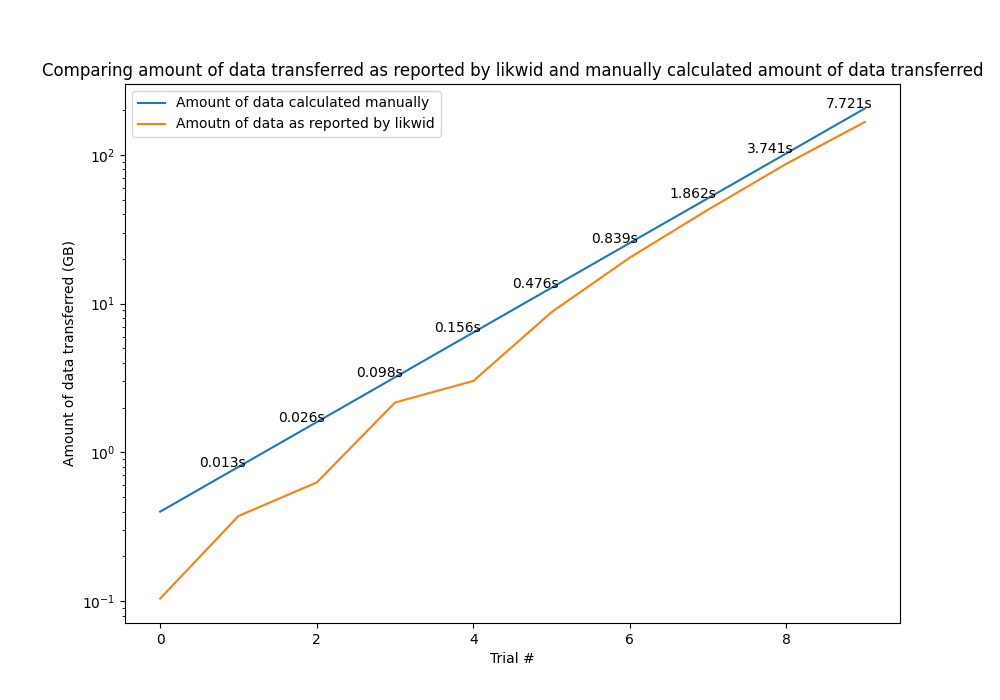 Comparing amount of data transferred as reported by likwid and manually calculated amount of data transferred
Amount of data calculated manually
Amoutn of data as reported by likwid
7.721s
3.741s
1.862s
0.839s
0.476s
0.156s
0.098s
0.026s
0.013s
10²
10¹
10⁰
10⁻¹
Amount of data transferred (GB)
0 2 4 6 8
Trial #